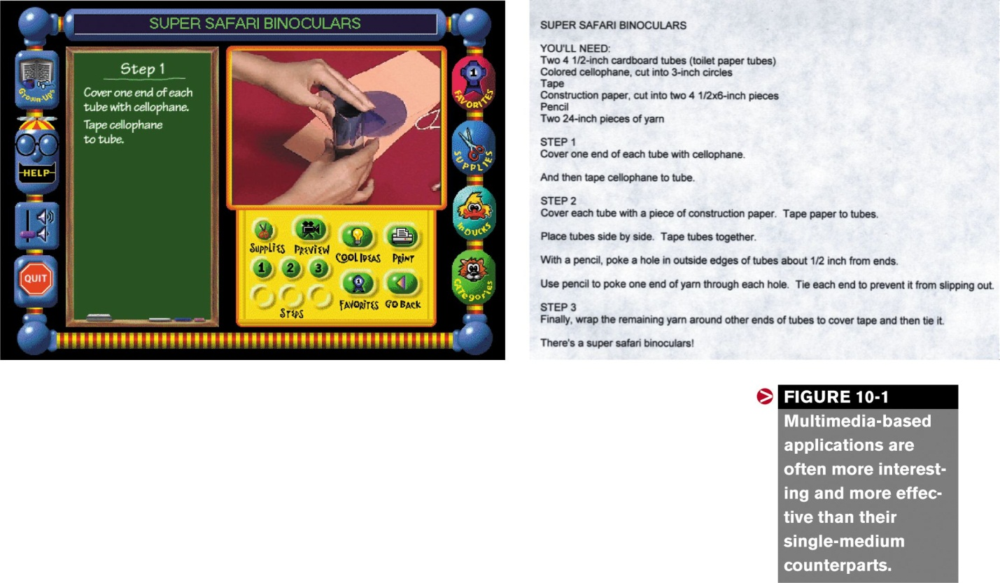 SUPER SAFARI BINOCULARS
Step 1
Cover one end of each
tube with cellophane.
Tape cellophane
to tube.
Grown-Ups
HELP
QUIT
SUPPLIES
PREVIEW
COOL IDEAS
PRINT
1
2
3
STEPS
FAVORITES
GO BACK
1
FAVORITES
SUPPLIES
INDUCKS
CATEGORIES
SUPER SAFARI BINOCULARS
YOU'LL NEED:
Two 4 1/2-inch cardboard tubes (toilet paper tubes)
Colored cellophane, cut into 3-inch circles
Tape
Construction paper, cut into two 4 1/2x6-inch pieces
Pencil
Two 24-inch pieces of yarn
STEP 1
Cover one end of each tube with cellophane.
And then tape cellophane to tube.
STEP 2
Cover each tube with a piece of construction paper. Tape paper to tubes.
Place tubes side by side. Tape tubes together.
With a pencil, poke a hole in outside edges of tubes about 1/2 inch from ends.
Use pencil to poke one end of yarn through each hole. Tie each end to prevent it from slipping out.
STEP 3
Finally, wrap the remaining yarn around other ends of tubes to cover tape and then tie it.
There's a super safari binoculars!
FIGURE 10-1
Multimedia-based
applications are
often more interest-
ing and more effec-
tive than their
single-medium
counterparts.